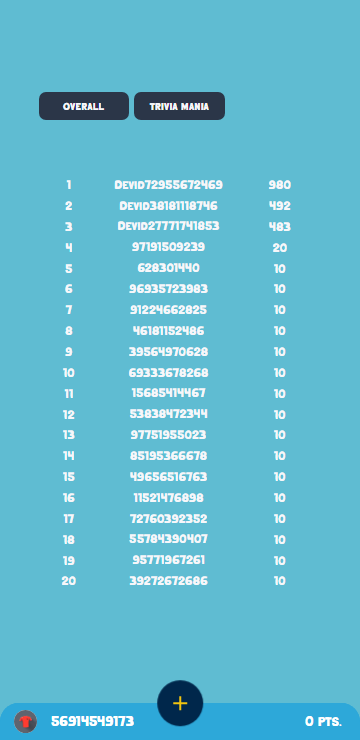 OVERALL TRIVIA MANIA
1 DEVID72955672469 980
2 DEVID38181118746 492
3 DEVID27771741853 483
4 97191509239 20
5 628301440 10
6 96935723983 10
7 91224662825 10
8 46181152486 10
9 39564970628 10
10 69333678268 10
11 15685414467 10
12 53838472344 10
13 97751955023 10
14 85195366678 10
15 49656516763 10
16 11521476898 10
17 72760392352 10
18 55784390407 10
19 95771967261 10
20 39272672686 10
+
56914549173 0 PTS.